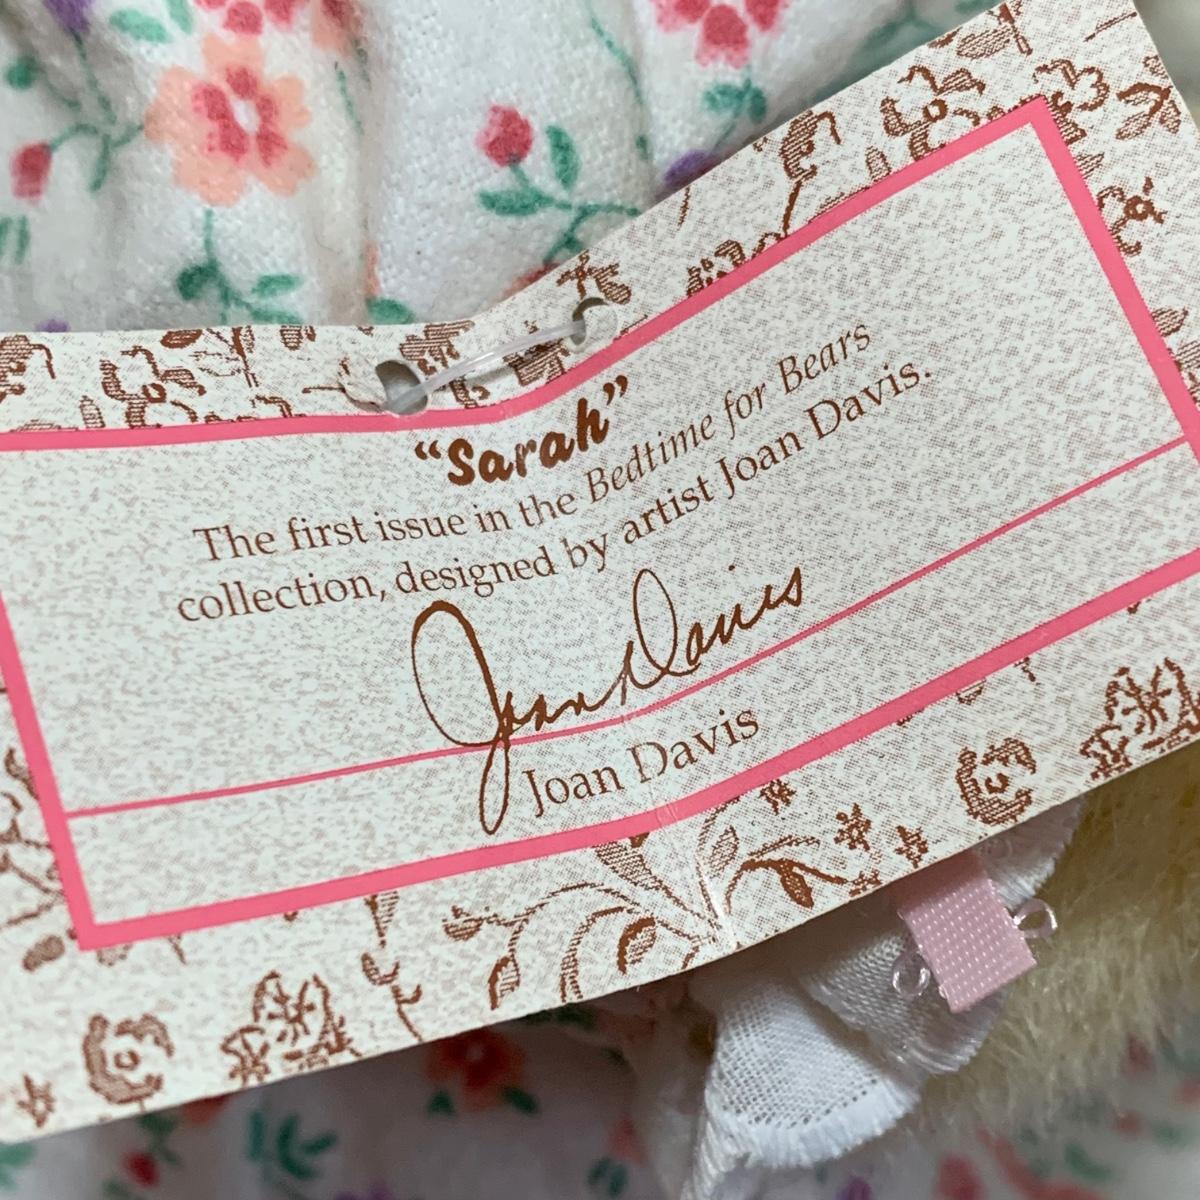 “Sarah”
The first issue in the Bedtime for Bears
collection, designed by artist Joan Davis.
Joan Davis
Joan Davis